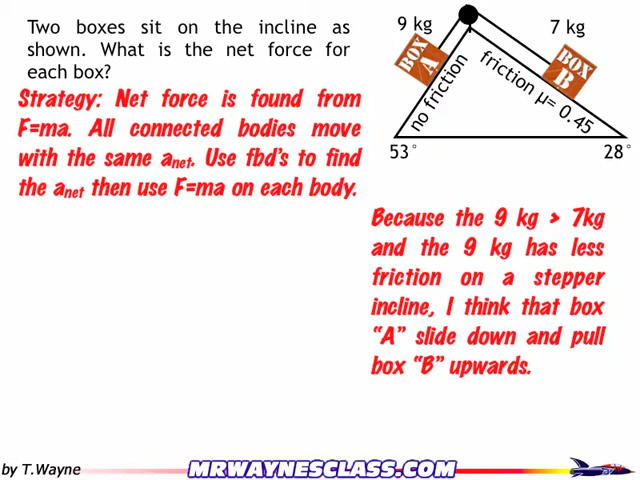 Two boxes sit on the incline as
shown. What is the net force for
each box?
Strategy: Net force is found from
F=ma. All connected bodies move
with the same anet. Use fbd's to find
the anet then use F=ma on each body.
9 kg
7 kg
BOX
A
BOX
B
no friction
friction μ= 0.45
53°
28°
Because the 9 kg > 7kg
and the 9 kg has less
friction on a stepper
incline, I think that box
"A" slide down and pull
box "B" upwards.
by T.Wayne
MRWAYNESCLASS.COM